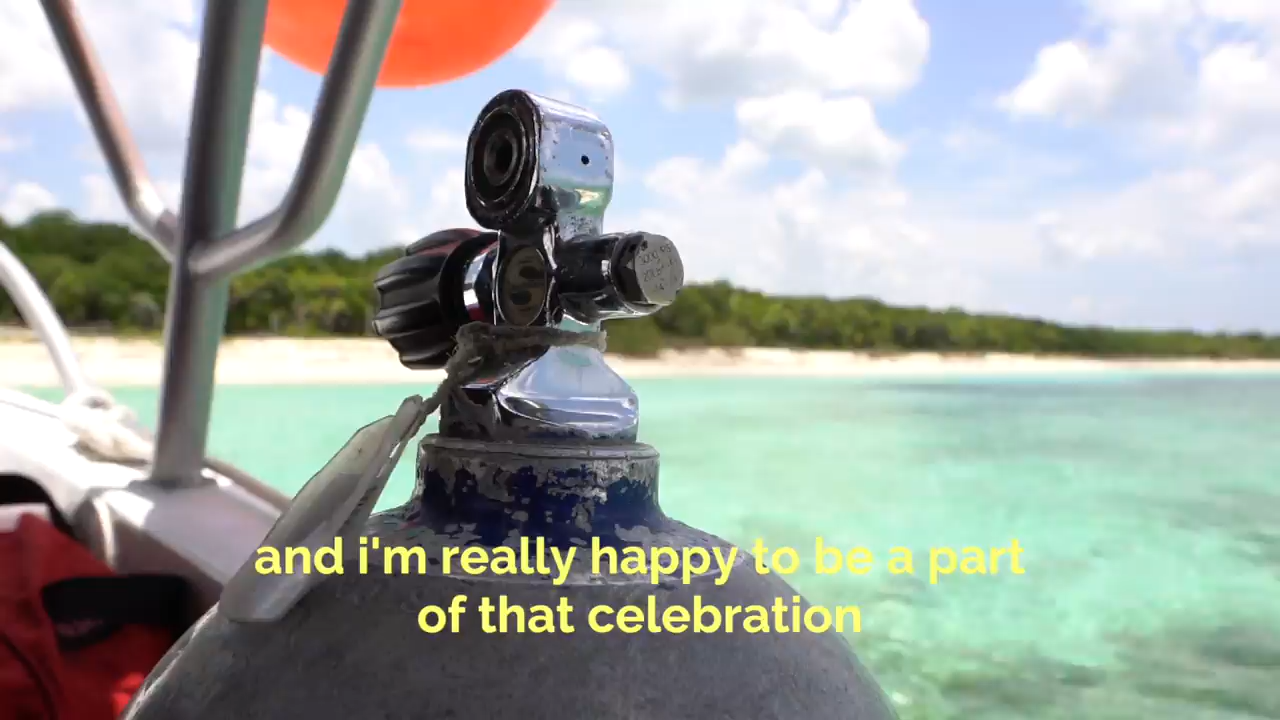 and i'm really happy to be a part
of that celebration